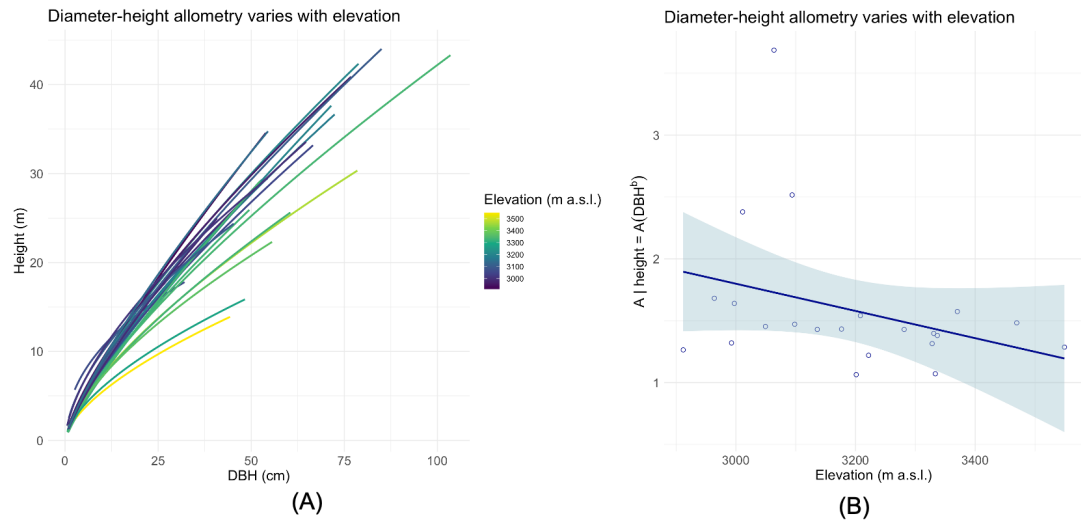 Diameter-height allometry varies with elevation
40
30
20
10
0
Height (m)
0 25 50 75 100
DBH (cm)
Elevation (m a.s.l.)
3500
3400
3300
3200
3100
3000
(A)
Diameter-height allometry varies with elevation
3
2
1
A | height = A(DBH^b)
3000 3200 3400
Elevation (m a.s.l.)
(B)